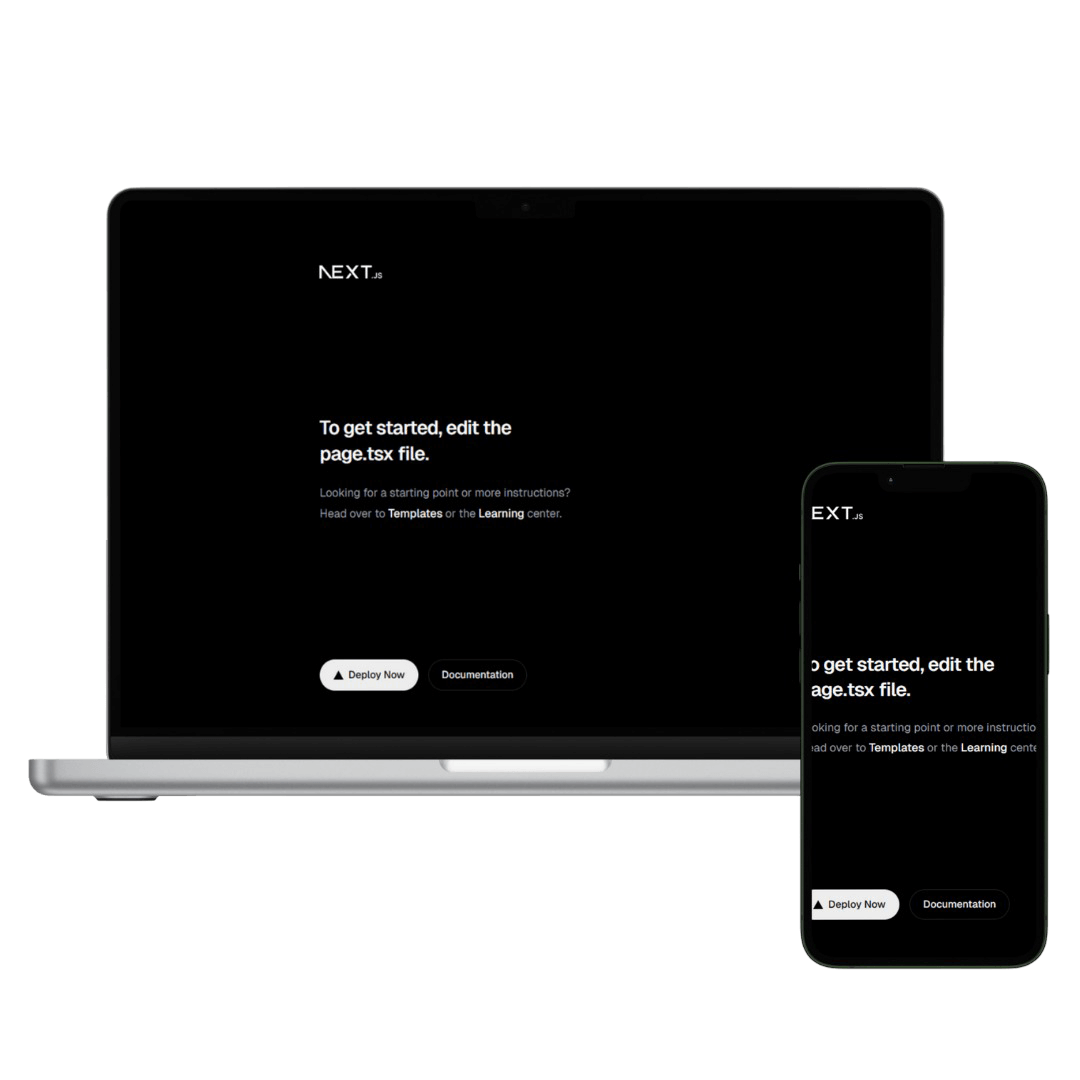 NEXT.JS
To get started, edit the
page.tsx file.
Looking for a starting point or more instructions?
Head over to Templates or the Learning center.
Deploy Now
Documentation
EXT.JS
o get started, edit the
age.tsx file.
oking for a starting point or more instructio
ead over to Templates or the Learning cente
Deploy Now
Documentation